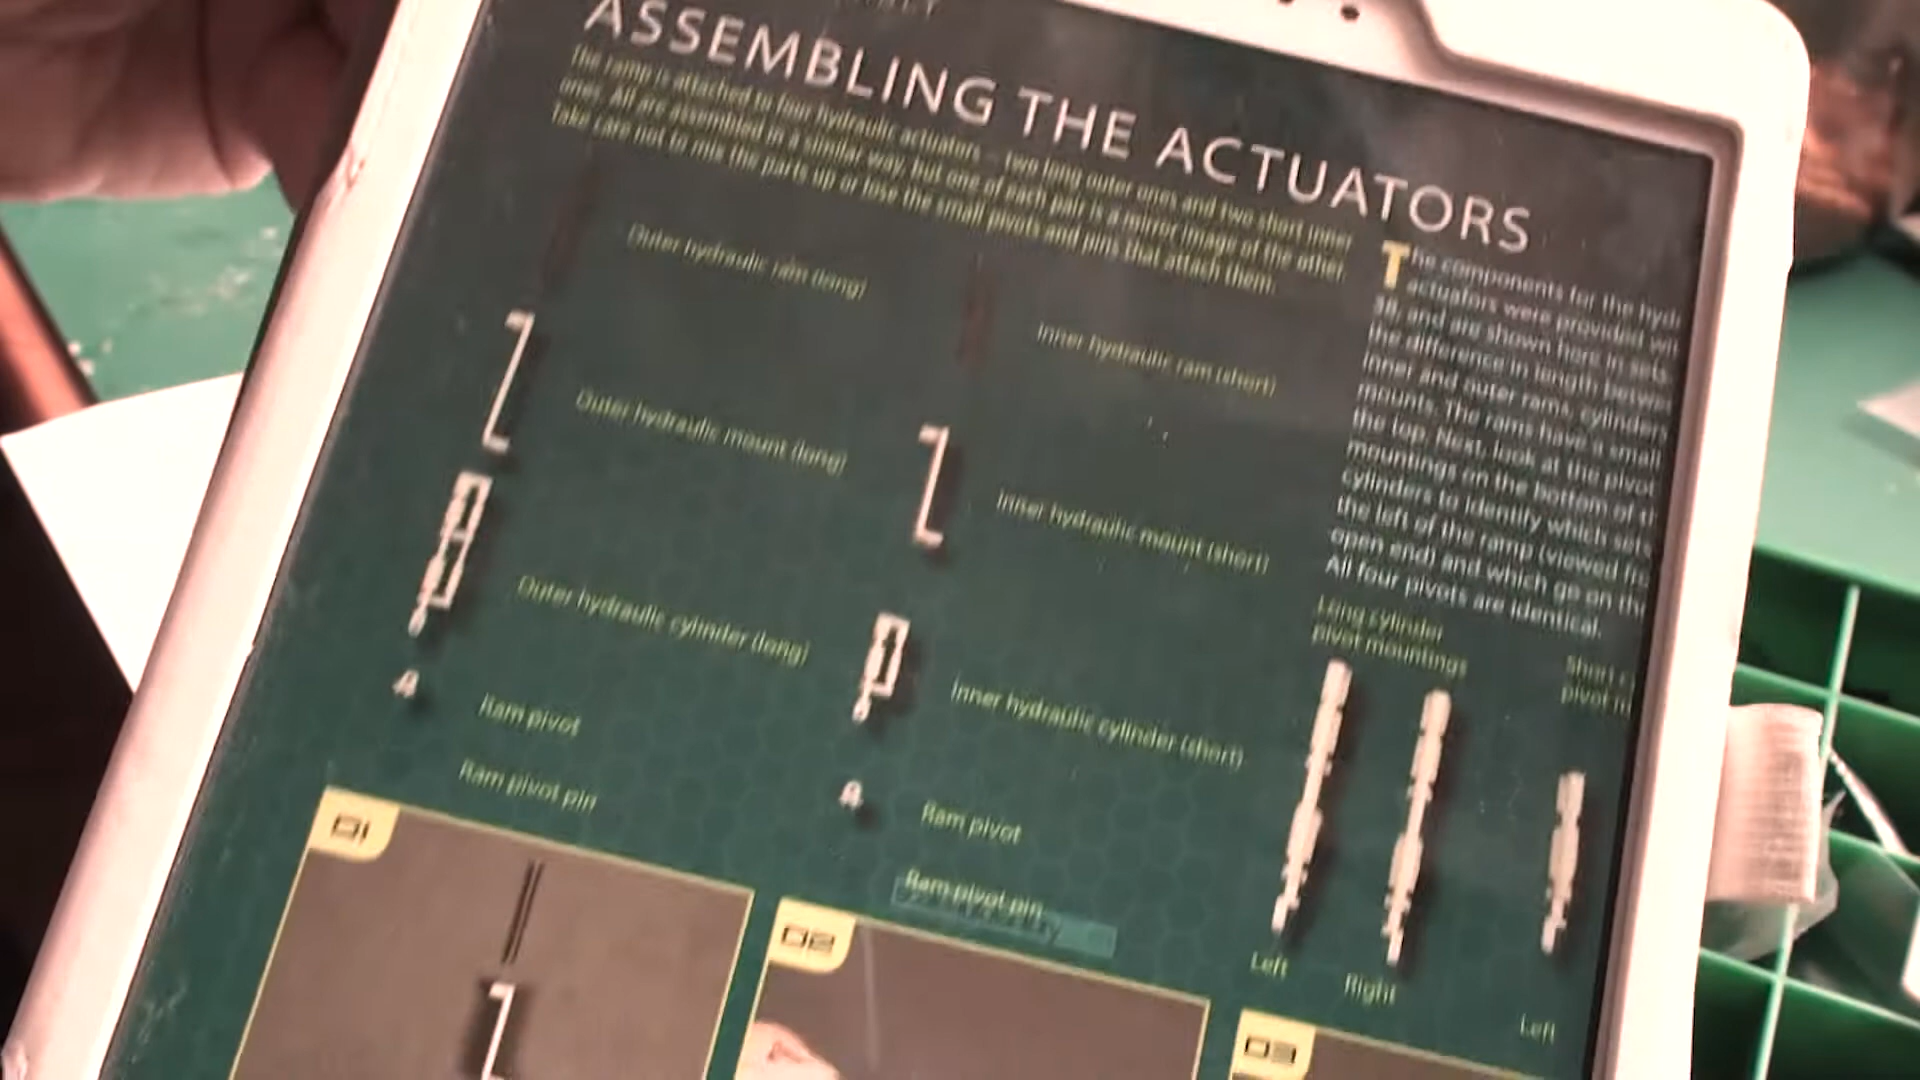 ASSEMBLING THE ACTUATORS
The ramp is attached to four hydraulic actuators – two long outer ones and two short inner
ones. All are assembled in a similar way, but one of each pair is a mirror image of the other.
Take care not to mix the parts up or lose the small pivots and pins that attach them.
Outer hydraulic ram (long)
Outer hydraulic mount (long)
Outer hydraulic cylinder (long)
Ram pivot
Ram pivot pin
Inner hydraulic ram (short)
Inner hydraulic mount (short)
Inner hydraulic cylinder (short)
Ram pivot
Ram pivot pin
The components for the hydr
actuators were provided
and are shown here
the difference in length
inner and outer rams, cylinders
mounts. The rams have small
the top. Next, look at the pivot
mountings on the bottom of
cylinders to identify which
the left of the ramp (viewed
open end) and which go on the
All four pivots are identical.
Long cylinder
pivot mountings
Short
Left
Right
Left
01
02
03